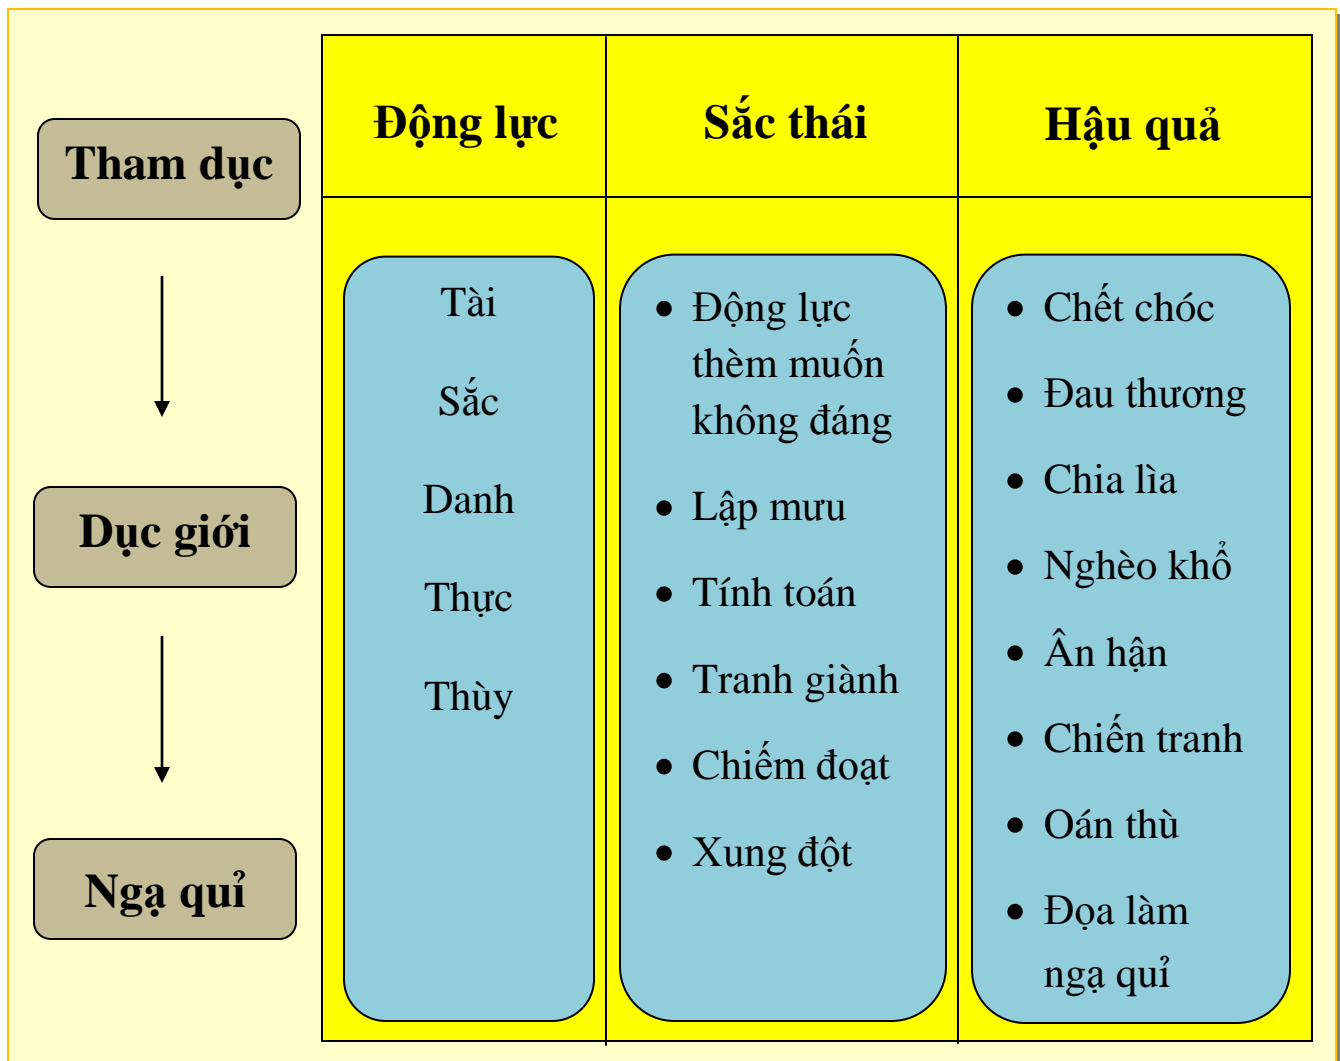 Tham dục
Dục giới
Ngạ quỉ
Động lực
Sắc thái
Hậu quả
Tài
Sắc
Danh
Thực
Thùy
• Động lực
thèm muốn
không đáng
• Lập mưu
• Tính toán
• Tranh giành
• Chiếm đoạt
• Xung đột
• Chết chóc
• Đau thương
• Chia lìa
• Nghèo khổ
• Ân hận
• Chiến tranh
• Oán thù
• Đọa làm
ngạ quỉ